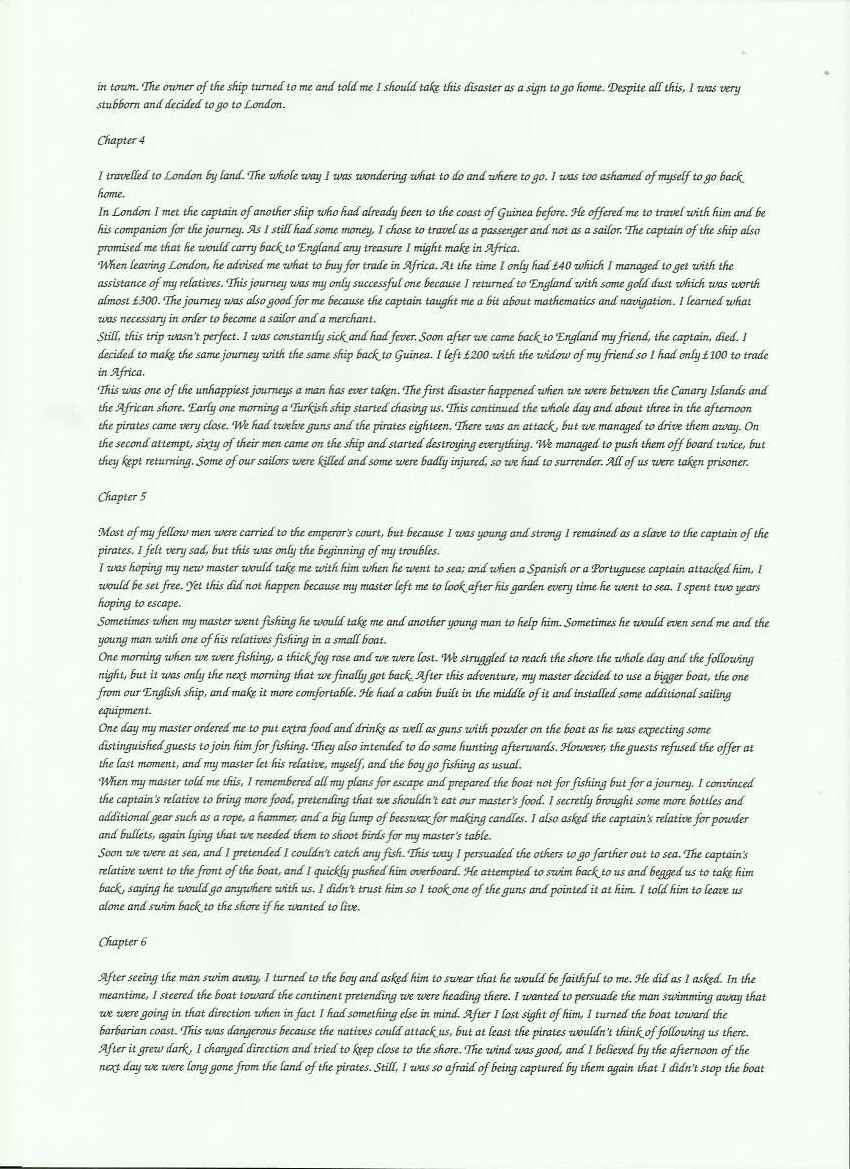 in town. The owner of the ship turned to me and told me I should take this disaster as a sign to go home. Despite all this, I was very
stubborn and decided to go to London.
Chapter 4
I travelled to London by land. The whole way I was wondering what to do and where to go. I was too ashamed of myself to go back
home.
In London I met the captain of another ship who had already been to the coast of Guinea before. He offered me to travel with him and be
his companion for the journey. As I still had some money, I chose to travel as a passenger and not as a sailor. The captain of the ship also
promised me that he would carry back to England any treasure I might make in Africa.
When leaving London, he advised me what to buy for trade in Africa. At the time I only had £40 which I managed to get with the
assistance of my relatives. This journey was my only successful one because I returned to England with some gold dust which was worth
almost £300. The journey was also good for me because the captain taught me a bit about mathematics and navigation. I learned what
was necessary in order to become a sailor and a merchant.
Still, this trip wasn't perfect. I was constantly sick and had fever. Soon after we came back to England my friend, the captain, died. I
decided to make the same journey with the same ship back to Guinea. I left £200 with the widow of my friend so I had only £100 to trade
in Africa.
This was one of the unhappiest journeys a man has ever taken. The first disaster happened when we were between the Canary Islands and
the African shore. Early one morning a Turkish ship started chasing us. This continued the whole day and about three in the afternoon
the pirates came very close. We had twelve guns and the pirates eighteen. There was an attack, but we managed to drive them away. On
the second attempt, sixty of their men came on the ship and started destroying everything. We managed to push them off board twice, but
they kept returning. Some of our sailors were killed and some were badly injured, so we had to surrender. All of us were taken prisoner.
Chapter 5
Most of my fellow men were carried to the emperor's court, but because I was young and strong I remained as a slave to the captain of the
pirates. I felt very sad, but this was only the beginning of my troubles.
I was hoping my new master would take me with him when he went to sea; and when a Spanish or a Portuguese captain attacked him, I
would be set free. Yet this did not happen because my master left me to look after his garden every time he went to sea. I spent two years
hoping to escape.
Sometimes when my master went fishing he would take me and another young man to help him. Sometimes he would even send me and the
young man with one of his relatives fishing in a small boat.
One morning when we were fishing, a thick fog rose and we were lost. We struggled to reach the shore the whole day and the following
night, but it was only the next morning that we finally got back. After this adventure, my master decided to use a bigger boat, the one
from our English ship, and make it more comfortable. He had a cabin built in the middle of it and installed some additional sailing
equipment.
One day my master ordered me to put extra food and drinks as well as guns with powder on the boat as he was expecting some
distinguished guests to join him for fishing. They also intended to do some hunting afterwards. However, the guests refused the offer at
the last moment, and my master let his relative, myself, and the boy go fishing as usual.
When my master told me this, I remembered all my plans for escape and prepared the boat not for fishing but for a journey. I convinced
the captain's relative to bring more food, pretending that we shouldn't eat our master's food. I secretly brought some more bottles and
additional gear such as a rope, a hammer, and a big lump of beeswax for making candles. I also asked the captain's relative for powder
and bullets, again lying that we needed them to shoot birds for my master's table.
Soon we were at sea, and I pretended I couldn't catch any fish. This way I persuaded the others to go farther out to sea. The captain's
relative went to the front of the boat, and I quickly pushed him overboard. He attempted to swim back to us and begged us to take him
back, saying he would go anywhere with us. I didn't trust him so I took one of the guns and pointed it at him. I told him to leave us
alone and swim back to the shore if he wanted to live.
Chapter 6
After seeing the man swim away, I turned to the boy and asked him to swear that he would be faithful to me. He did as I asked. In the
meantime, I steered the boat toward the continent pretending we were heading there. I wanted to persuade the man swimming away that
we were going in that direction when in fact I had something else in mind. After I lost sight of him, I turned the boat toward the
barbarian coast. This was dangerous because the natives could attack us, but at least the pirates wouldn't think of following us there.
After it grew dark, I changed direction and tried to keep close to the shore. The wind was good, and I believed by the afternoon of the
next day we were long gone from the land of the pirates. Still, I was so afraid of being captured by them again that I didn't stop the boat